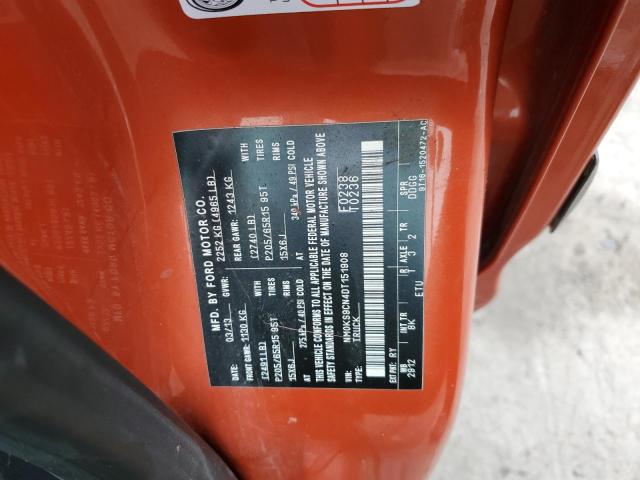 MFD. BY FORD MOTOR CO.
DATE: 03/13 GVWR: 2252 KG (4965 LB)
FRONT GAWR: 1130 KG REAR GAWR: 1243 KG
(2491 LB) (2740 LB)
P205/65R15 95T TIRES P205/65R15 95T TIRES
15X6J RIMS 15X6J RIMS
AT 275 kPa / 40 PSI COLD AT 340 kPa / 49 PSI COLD
THIS VEHICLE CONFORMS TO ALL APPLICABLE FEDERAL MOTOR VEHICLE
SAFETY STANDARDS IN EFFECT ON THE DATE OF MANUFACTURE SHOWN ABOVE
VIN: NM0KS9CN4DT151908 F0238
TYPE: TRUCK T0236
EXT PNT: RY ETU
WB INT TR AXLE TR SPR
2912 8K 1 3 2 DDGG
9T16-1520472-AC